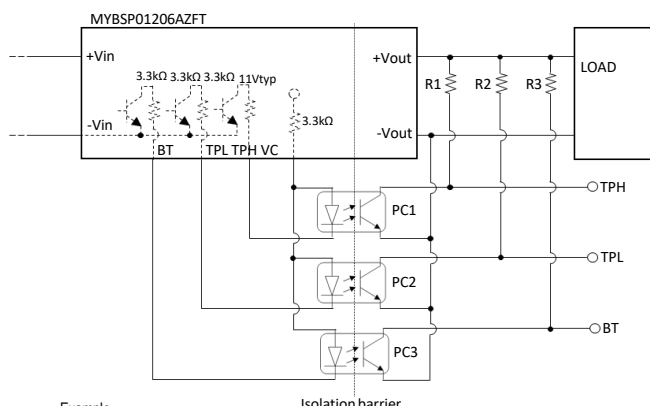 MYBSP01206AZFT
+Vin
+Vout
R1 R2 R3
LOAD
3.3kΩ 3.3kΩ 3.3kΩ 11Vtyp
3.3kΩ
-Vin
-Vout
BT TPL TPH VC
TPH
PC1
TPL
PC2
BT
PC3
Isolation barrier